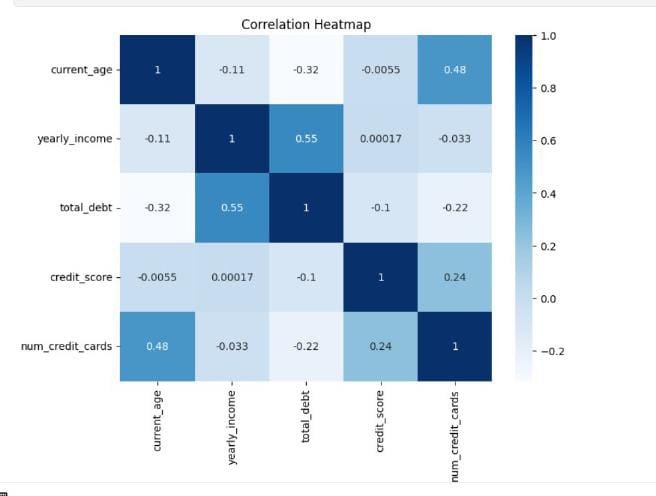 Correlation Heatmap
current_age 1 -0.11 -0.32 -0.0055 0.48
yearly_income -0.11 1 0.55 0.00017 -0.033
total_debt -0.32 0.55 1 -0.1 -0.22
credit_score -0.0055 0.00017 -0.1 1 0.24
num_credit_cards 0.48 -0.033 -0.22 0.24 1
current_age
yearly_income
total_debt
credit_score
num_credit_cards
1.0
0.8
0.6
0.4
0.2
0.0
−0.2